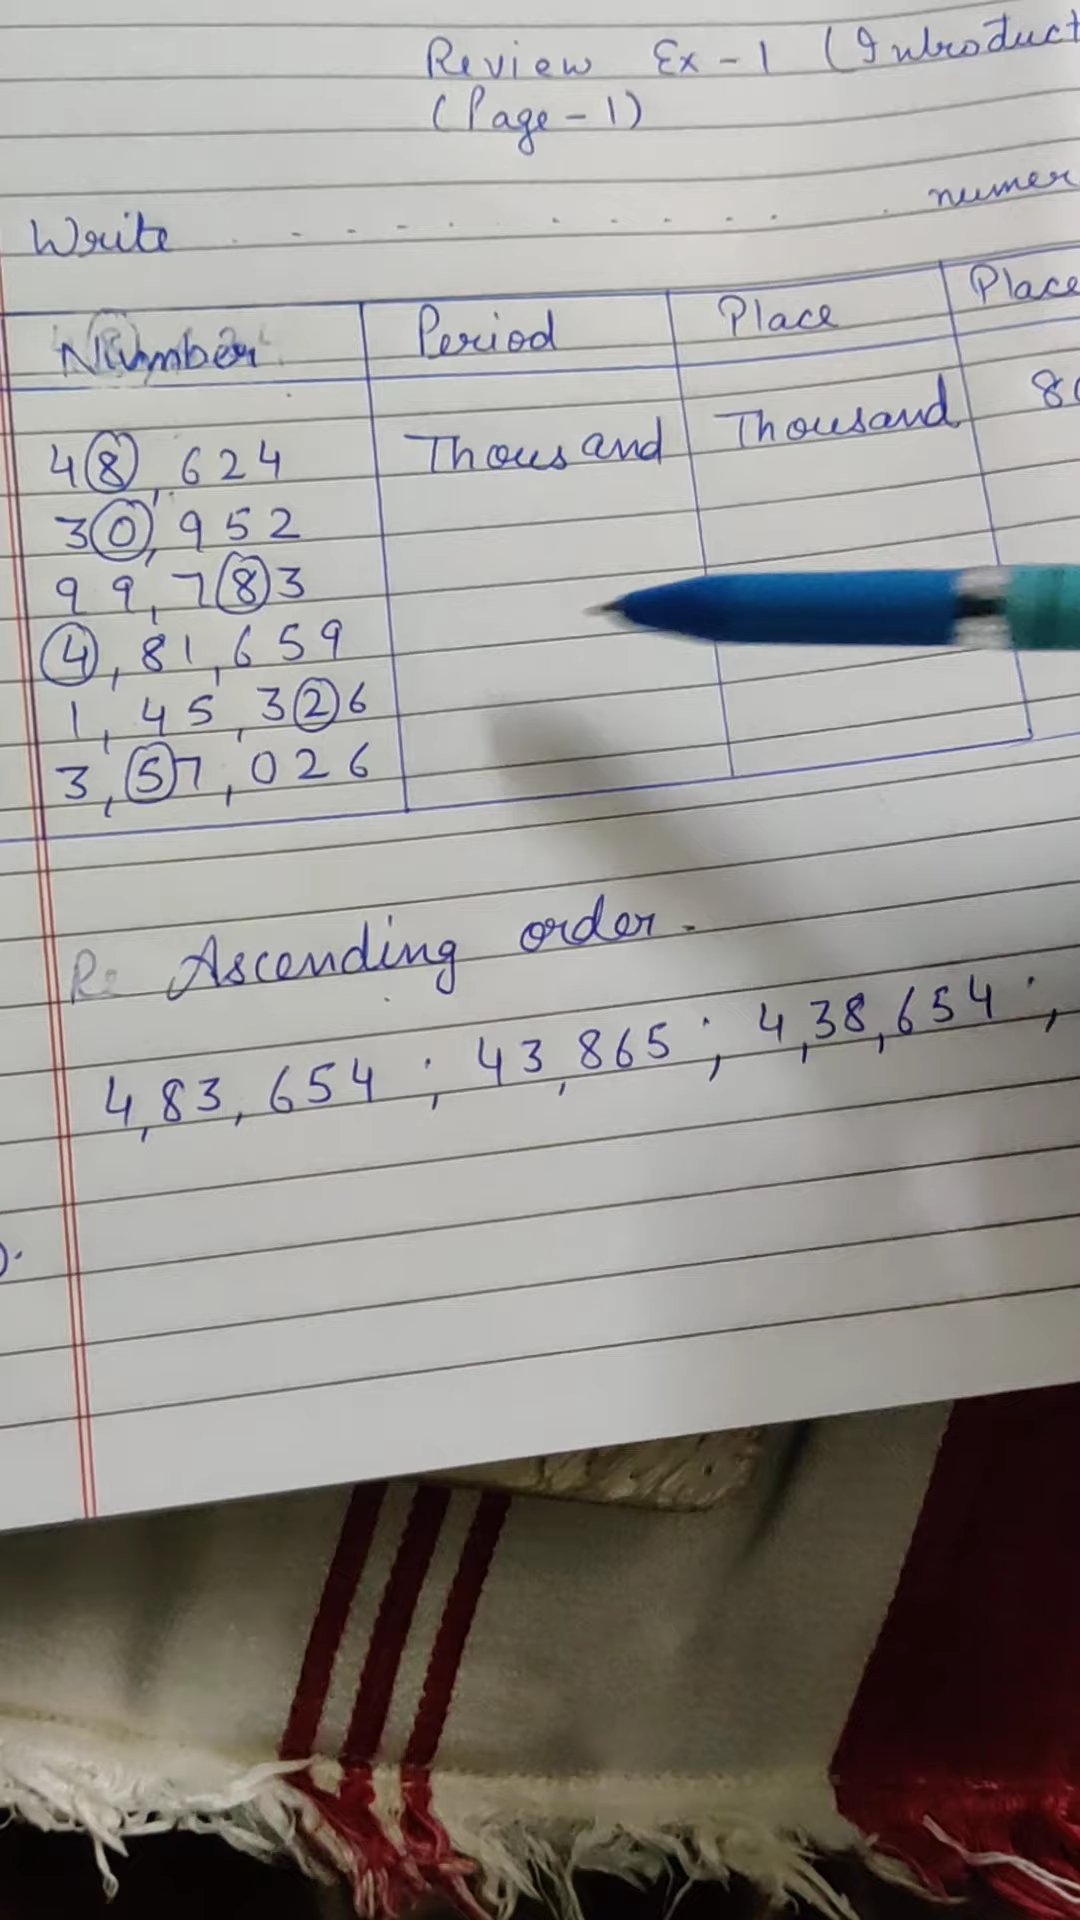 Review Ex-1 (Introduct
(Page-1)
Write . . . . . . . . . . . numer
Number Period Place Place
48,624 Thousand Thousand 80
30,952
99,783
4,81,659
1,45,326
3,57,026
Re Ascending order.
4,83,654 ; 43,865 ; 4,38,654 ;